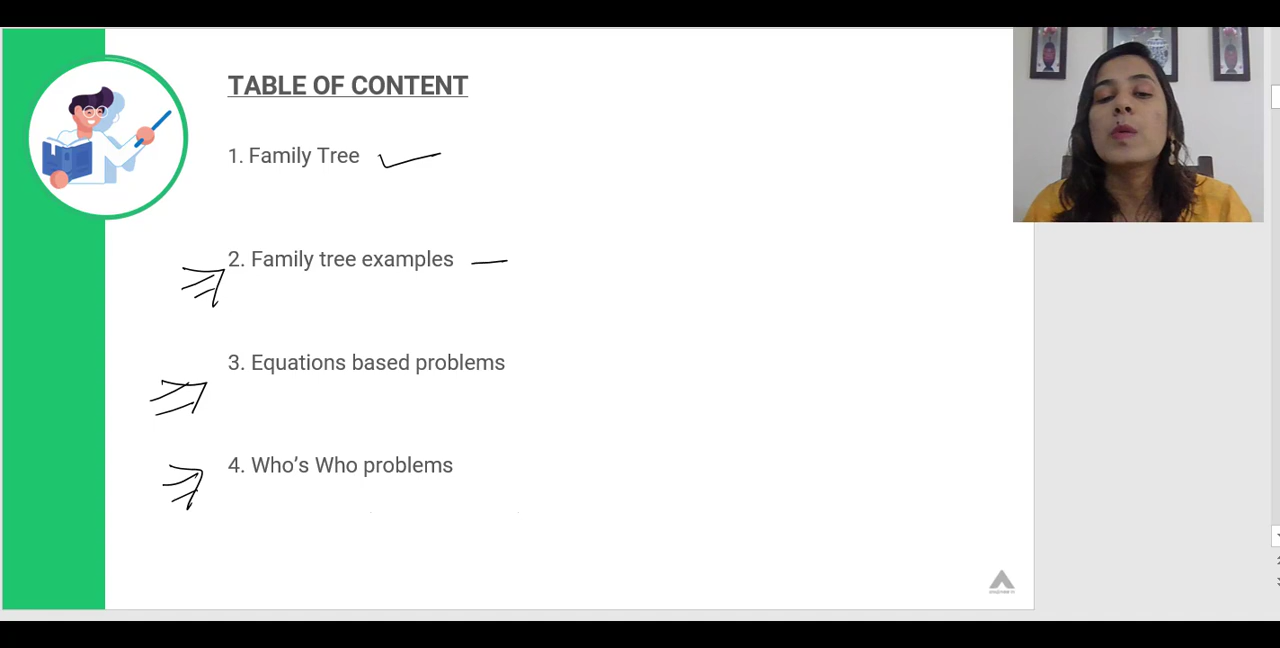 TABLE OF CONTENT
1. Family Tree
2. Family tree examples
3. Equations based problems
4. Who's Who problems